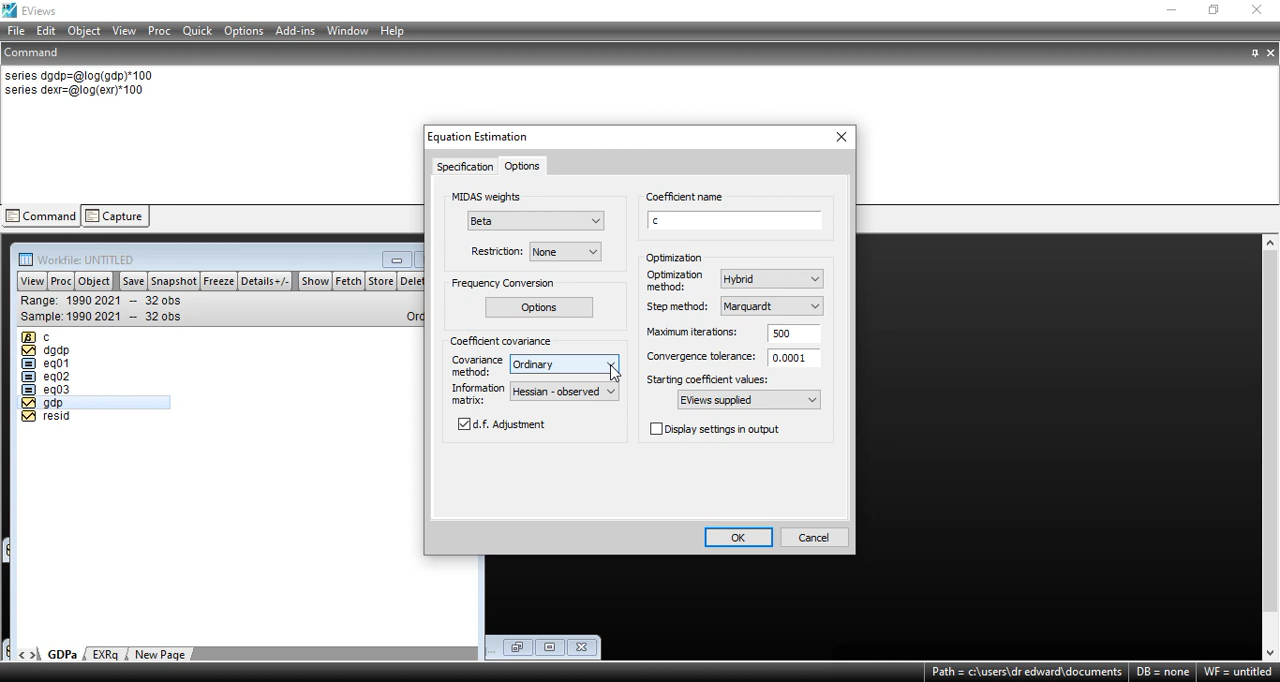 EViews
File Edit Object View Proc Quick Options Add-ins Window Help
Command
series dgdp=@log(gdp)*100
series dexr=@log(exr)*100
Command Capture
Workfile: UNTITLED
View Proc Object Save Snapshot Freeze Details+/- Show Fetch Store Delet
Range: 1990 2021 -- 32 obs
Sample: 1990 2021 -- 32 obs Ord
c
dgdp
eq01
eq02
eq03
gdp
resid
GDPa EXRq New Page
Equation Estimation
Specification Options
MIDAS weights
Beta
Restriction: None
Frequency Conversion
Options
Coefficient covariance
Covariance method: Ordinary
Information matrix: Hessian - observed
d.f. Adjustment
Coefficient name
c
Optimization
Optimization method: Hybrid
Step method: Marquardt
Maximum iterations: 500
Convergence tolerance: 0.0001
Starting coefficient values:
EViews supplied
Display settings in output
OK Cancel
Path = c:\users\dr edward\documents DB = none WF = untitled